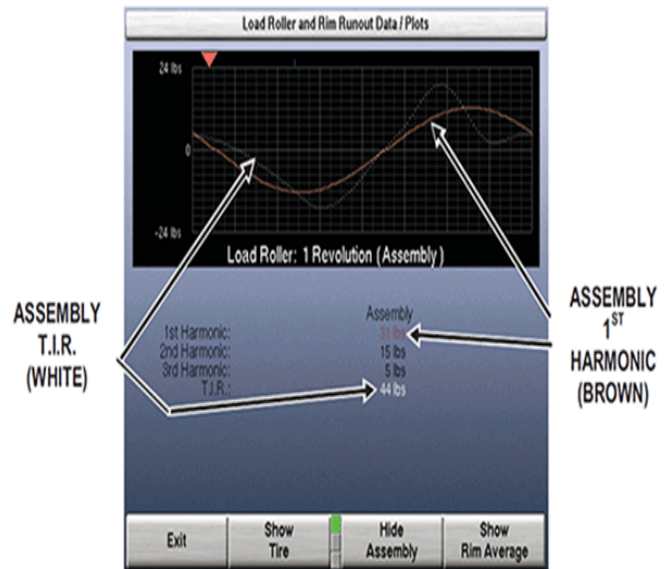 Load Roller and Rim Runout Data / Plots
24 lbs
0
-24 lbs
Load Roller: 1 Revolution (Assembly)
ASSEMBLY
T.I.R.
(WHITE)
ASSEMBLY
1ST
HARMONIC
(BROWN)
Assembly
1st Harmonic: 31 lbs
2nd Harmonic: 15 lbs
3rd Harmonic: 5 lbs
T.I.R.: 44 lbs
Exit
Show
Tire
Hide
Assembly
Show
Rim Average